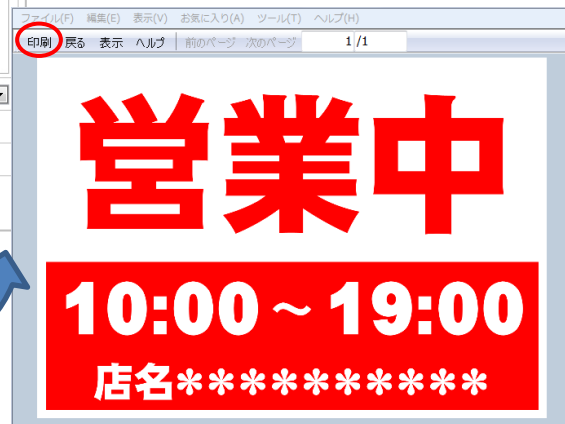 ファイル(F) 編集(E) 表示(V) お気に入り(A) ツール(T) ヘルプ(H)
印刷 戻る 表示 ヘルプ 前のページ 次のページ 1 /1
営業中
10:00～19:00
店名**********